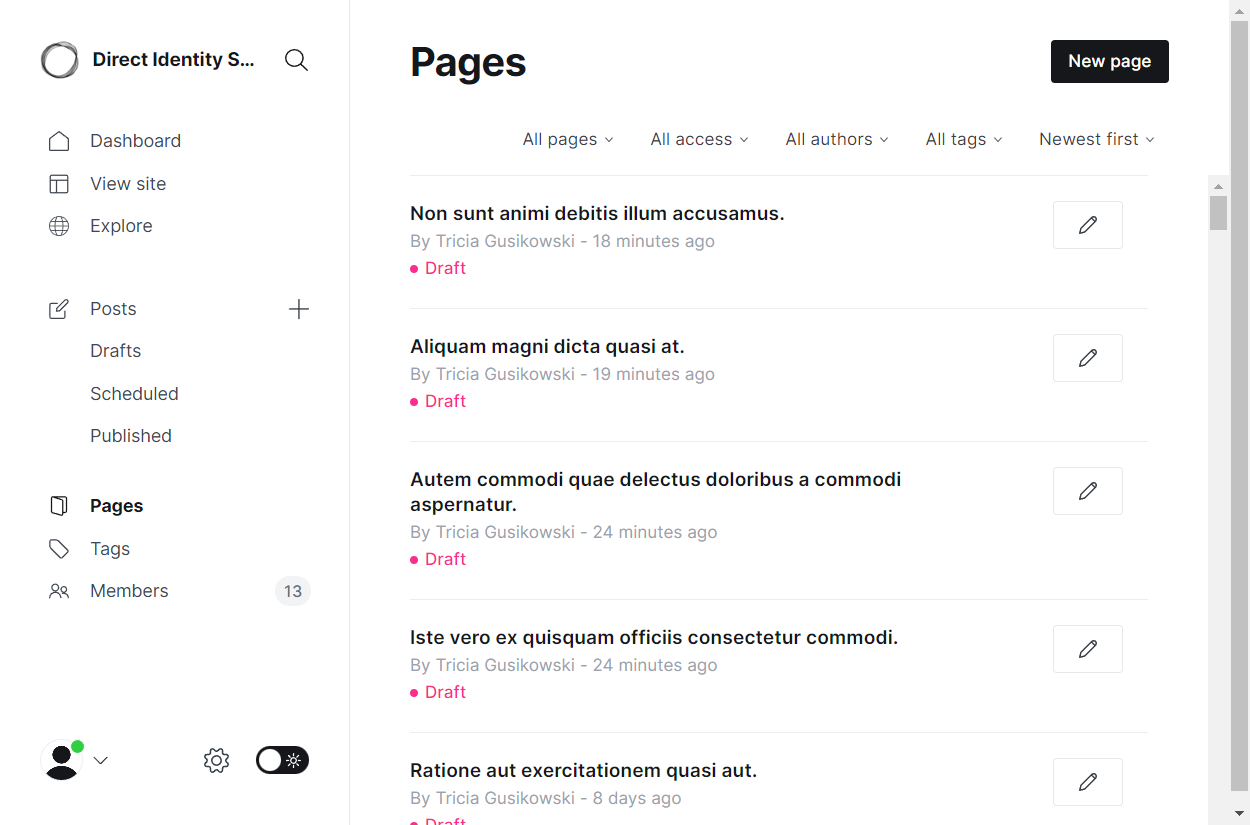 Direct Identity S...
Dashboard
View site
Explore
Posts
Drafts
Scheduled
Published
Pages
Tags
Members
13
Pages
New page
All pages
All access
All authors
All tags
Newest first
Non sunt animi debitis illum accusamus.
By Tricia Gusikowski - 18 minutes ago
Draft
Aliquam magni dicta quasi at.
By Tricia Gusikowski - 19 minutes ago
Draft
Autem commodi quae delectus doloribus a commodi
aspernatur.
By Tricia Gusikowski - 24 minutes ago
Draft
Iste vero ex quisquam officiis consectetur commodi.
By Tricia Gusikowski - 24 minutes ago
Draft
Ratione aut exercitationem quasi aut.
By Tricia Gusikowski - 8 days ago
Draft